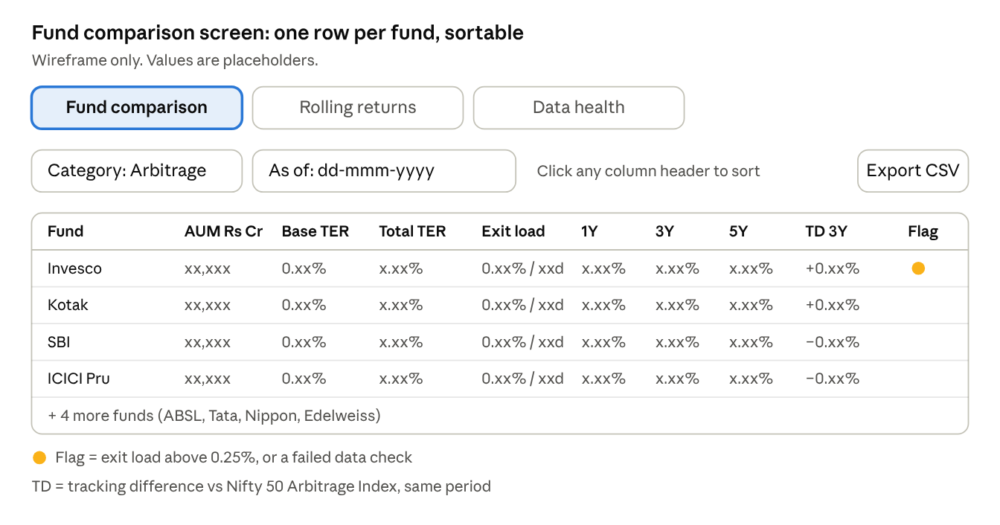 Fund comparison screen: one row per fund, sortable
Wireframe only. Values are placeholders.
Fund comparison Rolling returns Data health
Category: Arbitrage As of: dd-mmm-yyyy Click any column header to sort Export CSV
Fund AUM Rs Cr Base TER Total TER Exit load 1Y 3Y 5Y TD 3Y Flag
Invesco xx,xxx 0.xx% x.xx% 0.xx% / xxd x.xx% x.xx% x.xx% +0.xx%
Kotak xx,xxx 0.xx% x.xx% 0.xx% / xxd x.xx% x.xx% x.xx% +0.xx%
SBI xx,xxx 0.xx% x.xx% 0.xx% / xxd x.xx% x.xx% x.xx% −0.xx%
ICICI Pru xx,xxx 0.xx% x.xx% 0.xx% / xxd x.xx% x.xx% x.xx% −0.xx%
+ 4 more funds (ABSL, Tata, Nippon, Edelweiss)
Flag = exit load above 0.25%, or a failed data check
TD = tracking difference vs Nifty 50 Arbitrage Index, same period